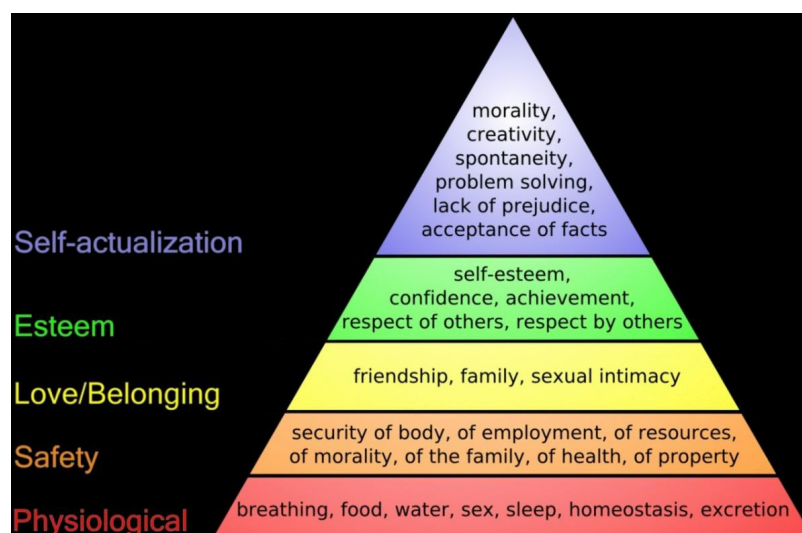 morality,
creativity,
spontaneity,
problem solving,
lack of prejudice,
acceptance of facts
Self-actualization
self-esteem,
confidence, achievement,
respect of others, respect by others
Esteem
friendship, family, sexual intimacy
Love/Belonging
security of body, of employment, of resources,
of morality, of the family, of health, of property
Safety
breathing, food, water, sex, sleep, homeostasis, excretion
Physiological